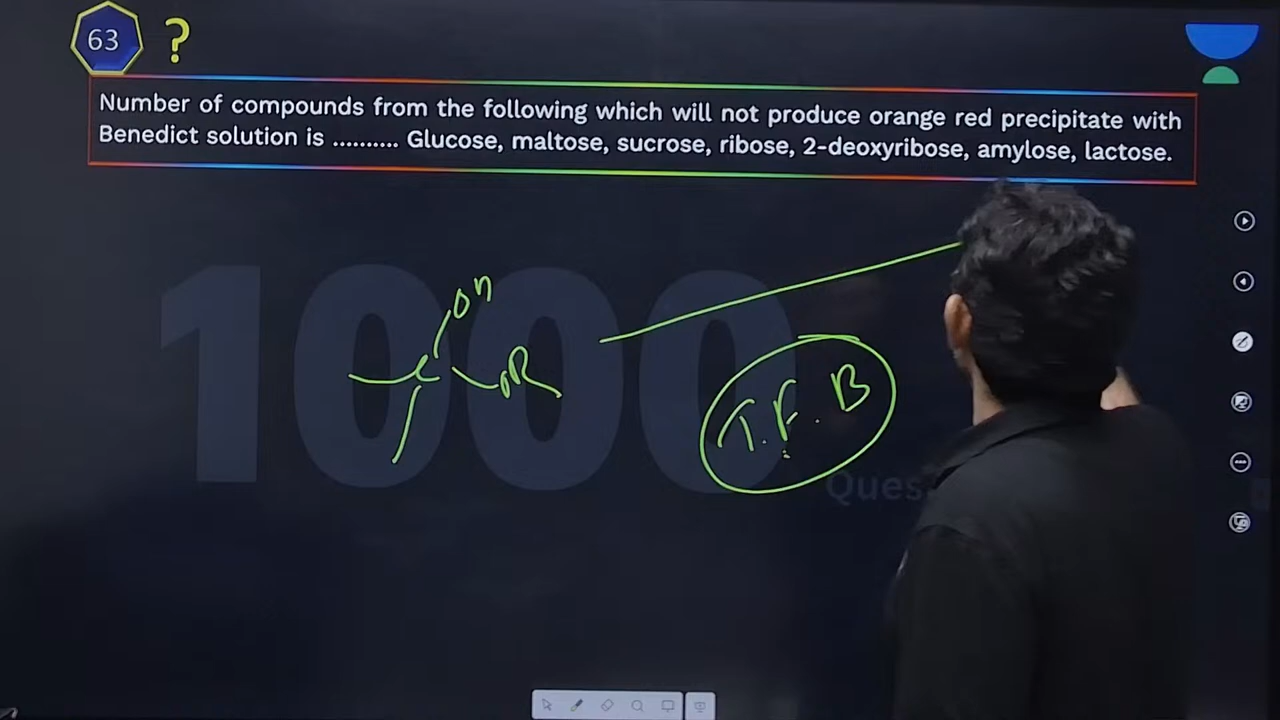 63 ?
Number of compounds from the following which will not produce orange red precipitate with
Benedict solution is .......... Glucose, maltose, sucrose, ribose, 2-deoxyribose, amylose, lactose.
1000
OH
C
OR
T.F.B
Ques